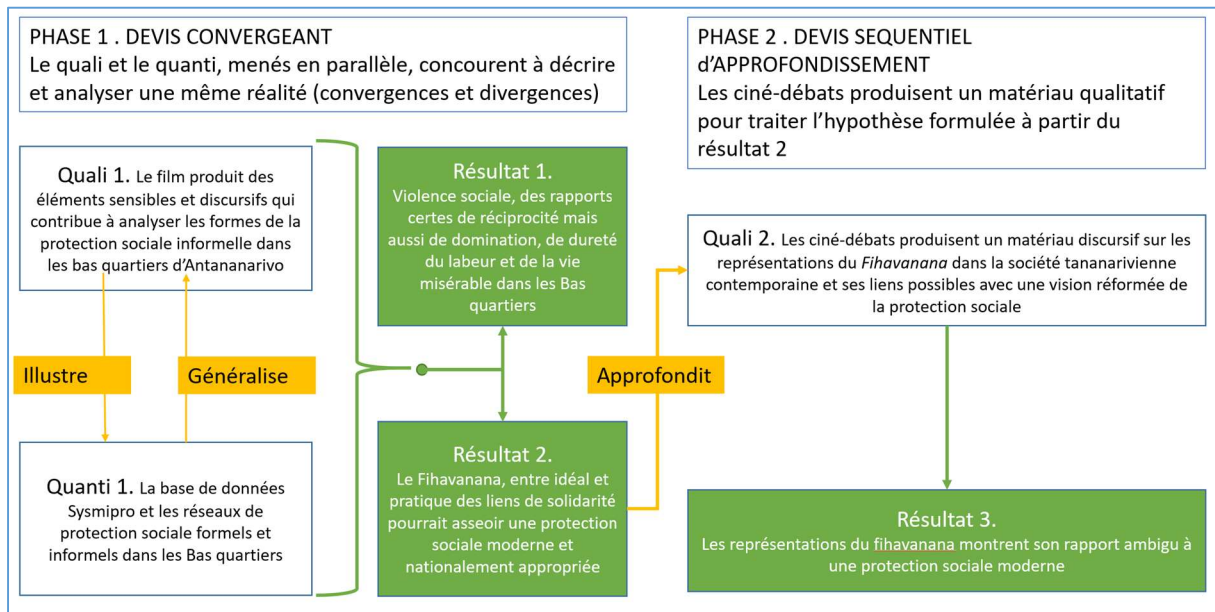 PHASE 1 . DEVIS CONVERGEANT
Le quali et le quanti, menés en parallèle, concourent à décrire
et analyser une même réalité (convergences et divergences)
PHASE 2 . DEVIS SEQUENTIEL
d’APPROFONDISSEMENT
Les ciné-débats produisent un matériau qualitatif
pour traiter l’hypothèse formulée à partir du
résultat 2
Quali 1. Le film produit des
éléments sensibles et discursifs qui
contribue à analyser les formes de la
protection sociale informelle dans
les bas quartiers d’Antananarivo
Illustre
Généralise
Quanti 1. La base de données
Sysmipro et les réseaux de
protection sociale formels et
informels dans les Bas quartiers
Résultat 1.
Violence sociale, des rapports
certes de réciprocité mais
aussi de domination, de dureté
du labeur et de la vie
misérable dans les Bas
quartiers
Résultat 2.
Le Fihavanana, entre idéal et
pratique des liens de solidarité
pourrait asseoir une protection
sociale moderne et
nationalement appropriée
Approfondit
Quali 2. Les ciné-débats produisent un matériau discursif sur les
représentations du Fihavanana dans la société tananarivienne
contemporaine et ses liens possibles avec une vision réformée de
la protection sociale
Résultat 3.
Les représentations du fihavanana montrent son rapport ambigu à
une protection sociale moderne